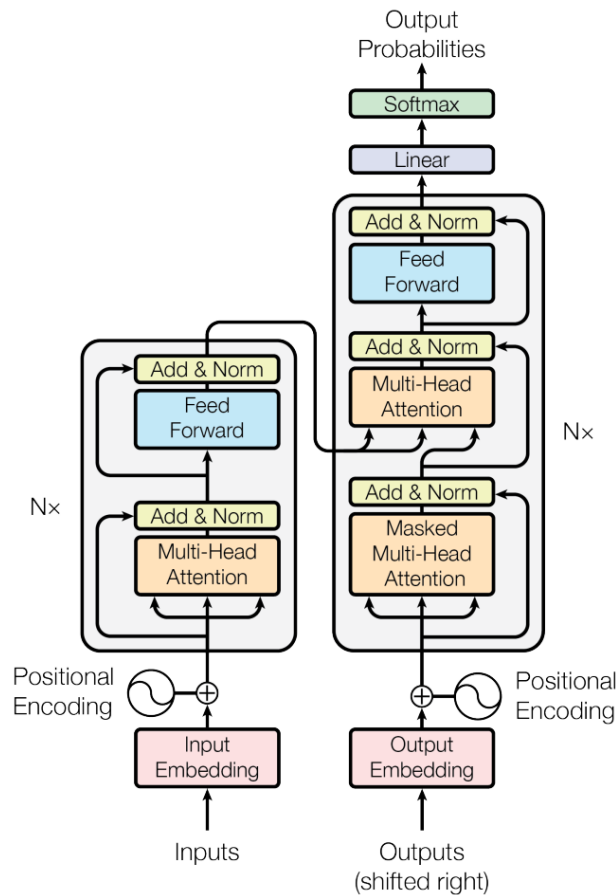 Output
Probabilities
Softmax
Linear
Add & Norm
Feed
Forward
Add & Norm
Multi-Head
Attention
Add & Norm
Masked
Multi-Head
Attention
N×
Positional
Encoding
Output
Embedding
Outputs
(shifted right)
Add & Norm
Feed
Forward
Add & Norm
Multi-Head
Attention
N×
Positional
Encoding
Input
Embedding
Inputs